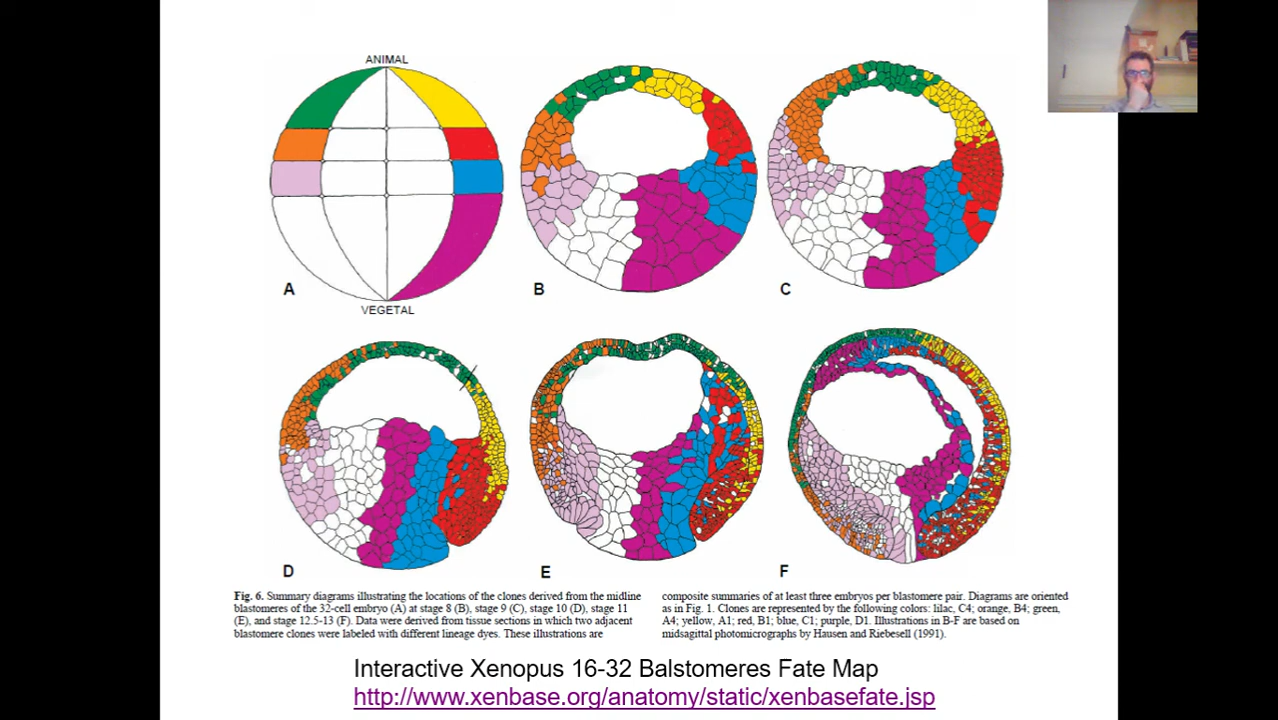 ANIMAL
A
VEGETAL
B
C
D
E
F
Fig. 6. Summary diagrams illustrating the locations of the clones derived from the midline
blastomeres of the 32-cell embryo (A) at stage 8 (B), stage 9 (C), stage 10 (D), stage 11
(E), and stage 12.5-13 (F). Data were derived from tissue sections in which two adjacent
blastomere clones were labeled with different lineage dyes. These illustrations are
composite summaries of at least three embryos per blastomere pair. Diagrams are oriented
as in Fig. 1. Clones are represented by the following colors: lilac, C4; orange, B4; green,
A4; yellow, A1; red, B1; blue, C1; purple, D1. Illustrations in B-F are based on
midsagittal photomicrographs by Hausen and Riebesell (1991).
Interactive Xenopus 16-32 Balstomeres Fate Map
http://www.xenbase.org/anatomy/static/xenbasefate.jsp